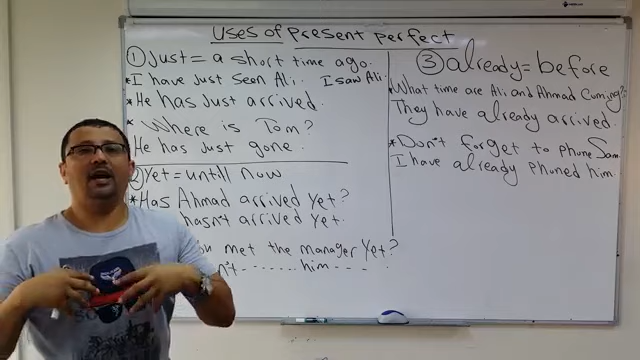 Uses of present perfect
① Just = a short time ago.
* I have just seen Ali. I saw Ali.
* He has just arrived.
* Where is Tom?
He has just gone.
② Yet = untill now
* Has Ahmad arrived yet?
hasn't arrived yet.
met the manager yet?
n't ........ him ....
③ already = before
What time are Ali and Ahmad Cuming?
They have already arrived.
* Don't forget to phone Sam
I have already phoned him.